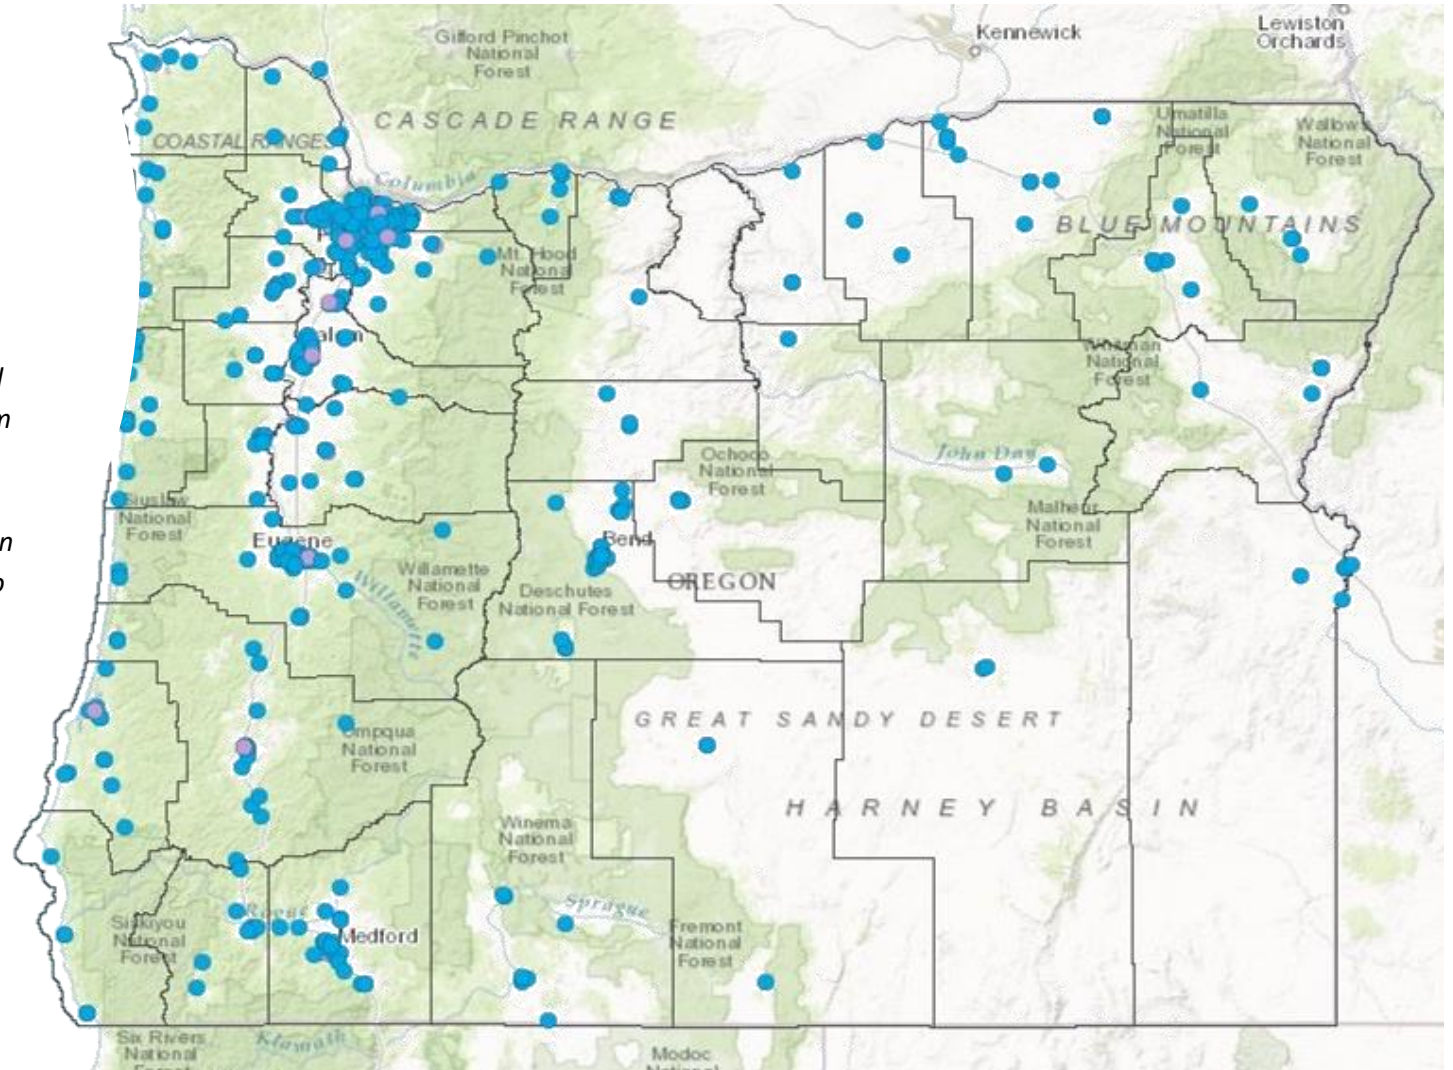 Kennewick
Lewiston
Orchards
Gifford Pinchot
National
Forest
CASCADE RANGE
COASTAL RANGES
Umatilla
National
Forest
National
Forest
Columbia
BLUE MOUNTAINS
Mt. Hood
National
Forest
National
Forest
Ochoco
National
Forest
John Day
Siuslaw
National
Forest
Malheur
National
Forest
Eugene
Bend
Willamette
National
Forest
Willamette
Deschutes
National Forest
OREGON
GREAT SANDY DESERT
National
Forest
HARNEY BASIN
Winema
National
Forest
Rogue
Sprague
Siskiyou
National
Forest
Medford
Fremont
National
Forest
Six Rivers
National
Klamath
Modoc